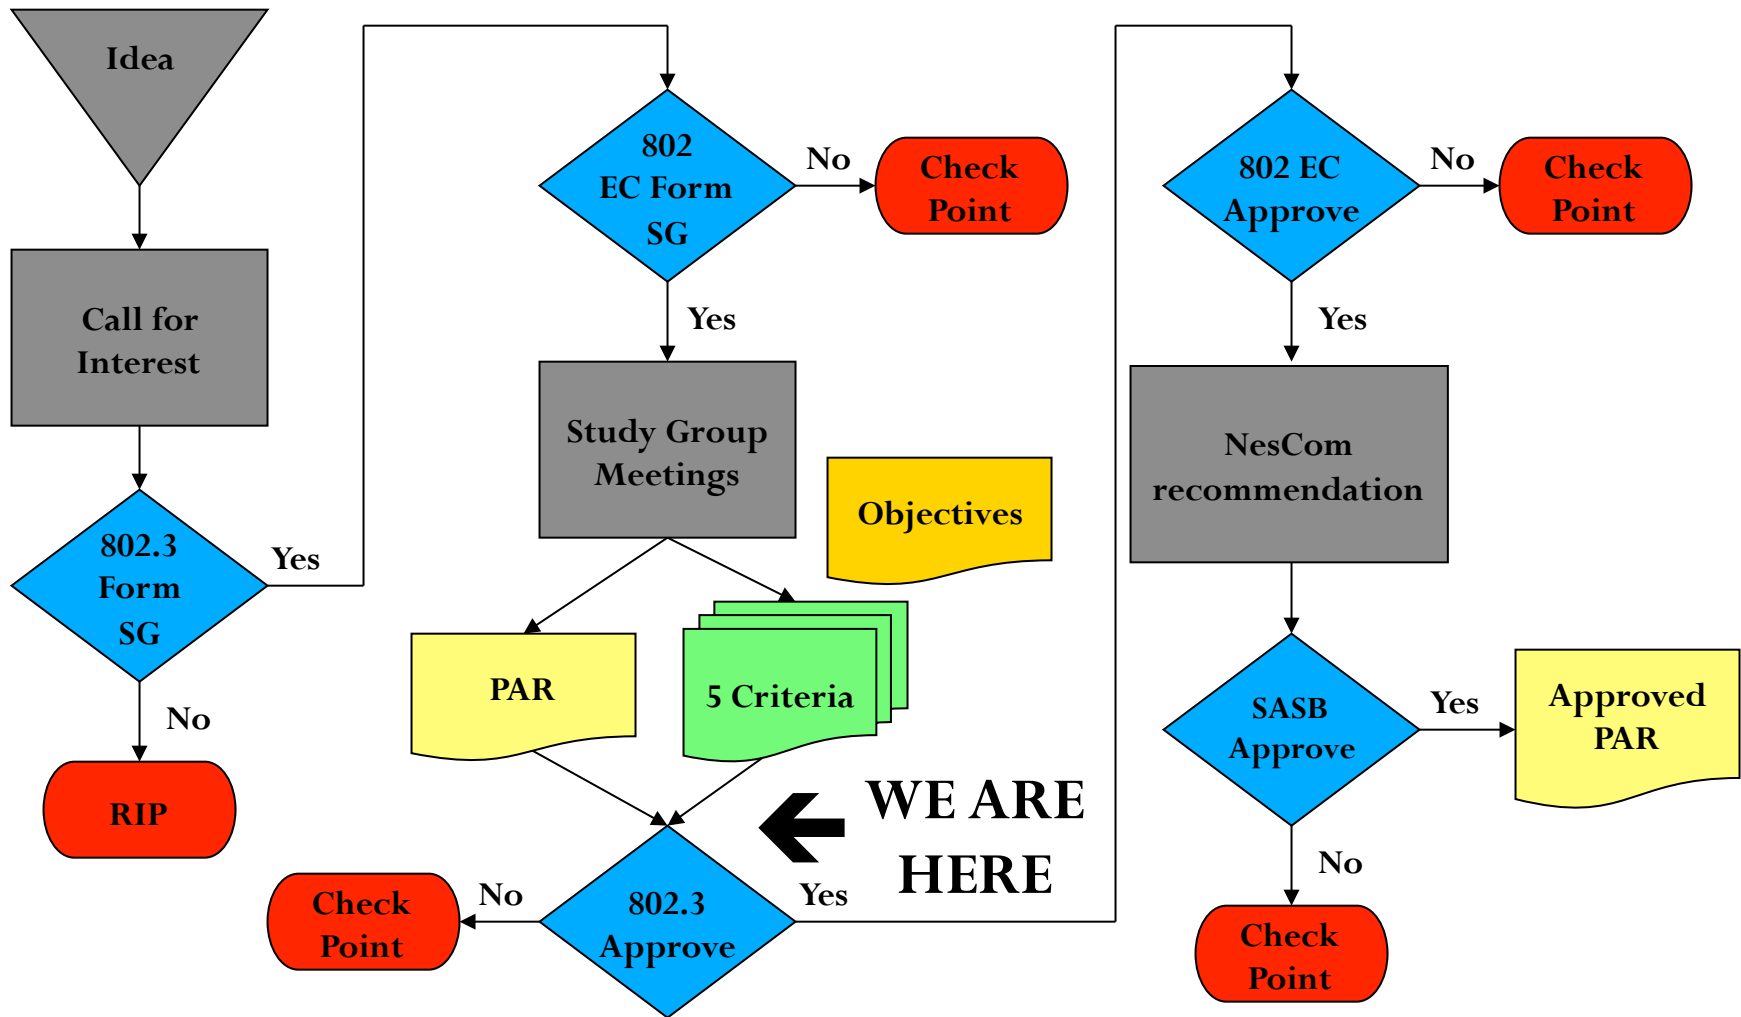 Idea
Call for
Interest
802.3
Form
SG
Yes
No
RIP
802
EC Form
SG
No
Check
Point
Yes
Study Group
Meetings
Objectives
PAR
5 Criteria
WE ARE
HERE
802.3
Approve
No
Check
Point
Yes
802 EC
Approve
No
Check
Point
Yes
NesCom
recommendation
SASB
Approve
Yes
Approved
PAR
No
Check
Point